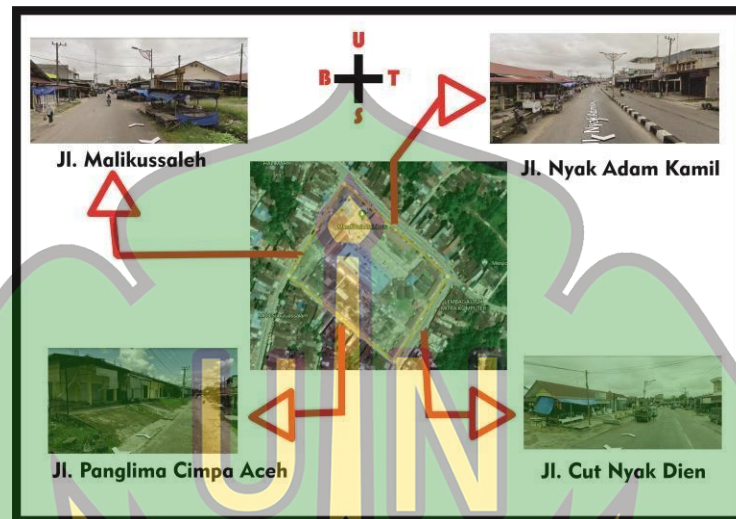 U
B T
S
Jl. Malikussaleh
Jl. Nyak Adam Kamil
Jl. Panglima Cimpa Aceh
Jl. Cut Nyak Dien
UIN